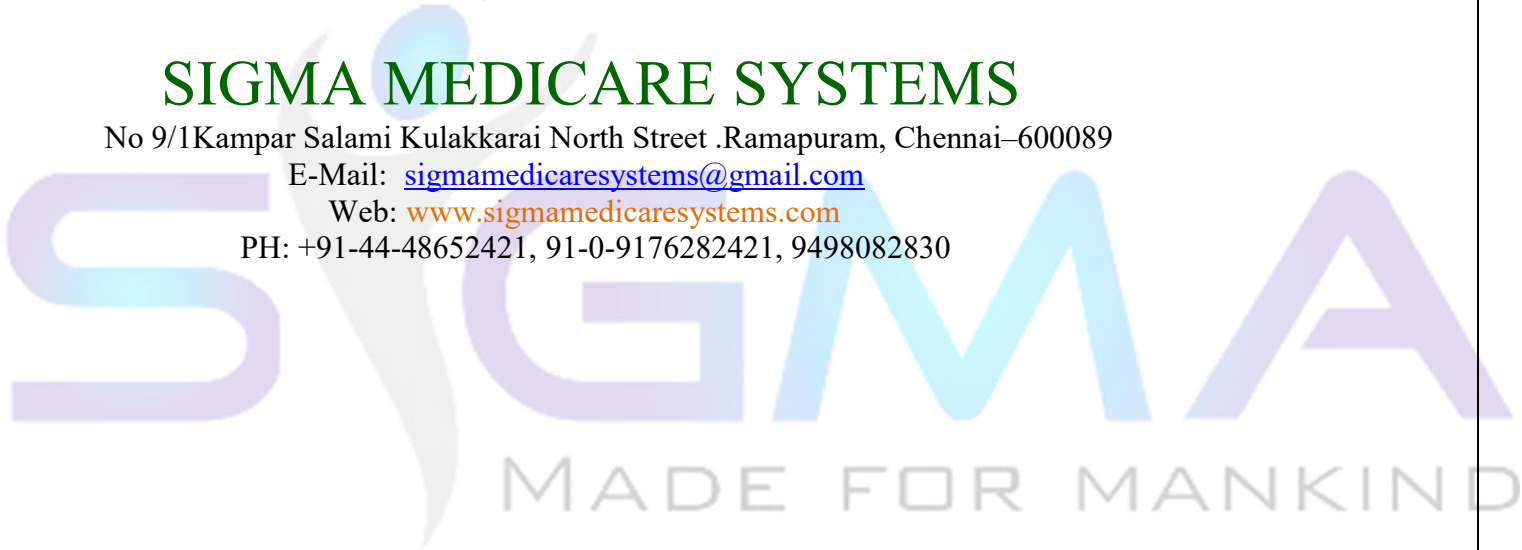 SIGMA MEDICARE SYSTEMS
No 9/1Kampar Salami Kulakkarai North Street .Ramapuram, Chennai–600089
E-Mail: sigmamedicaresystems@gmail.com
Web: www.sigmamedicaresystems.com
PH: +91-44-48652421, 91-0-9176282421, 9498082830
SIGMA
MADE FOR MANKIND